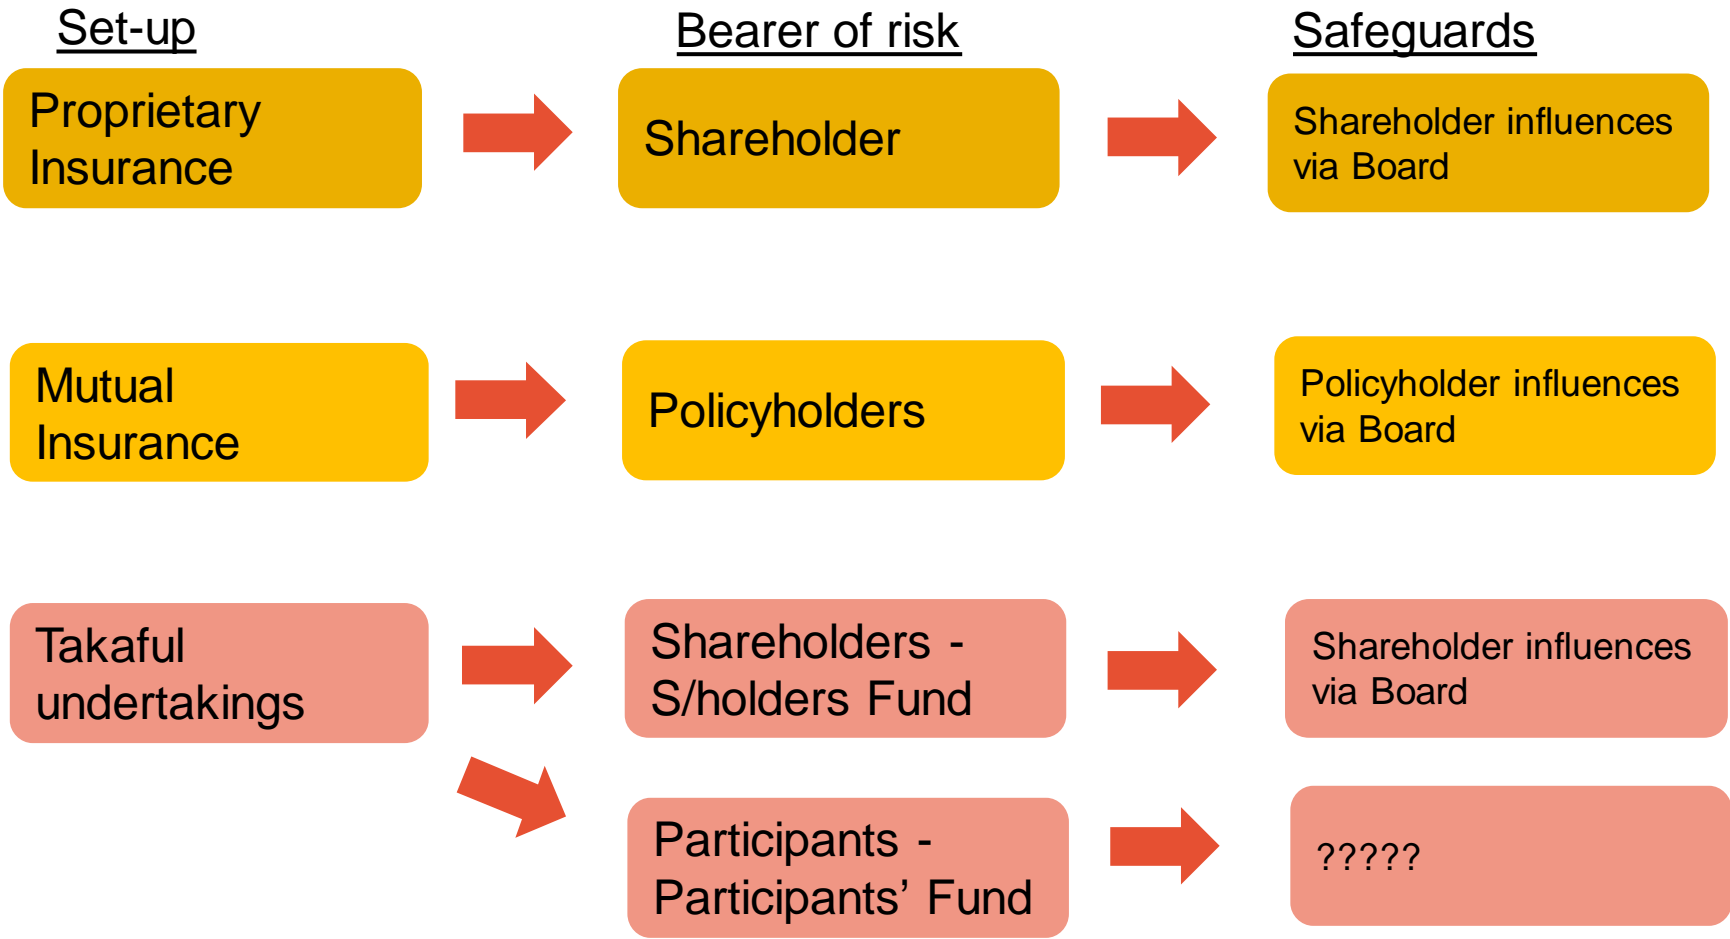 Set-up
Bearer of risk
Safeguards
Proprietary
Insurance
Shareholder
Shareholder influences
via Board
Mutual
Insurance
Policyholders
Policyholder influences
via Board
Takaful
undertakings
Shareholders -
S/holders Fund
Shareholder influences
via Board
Participants -
Participants’ Fund
?????